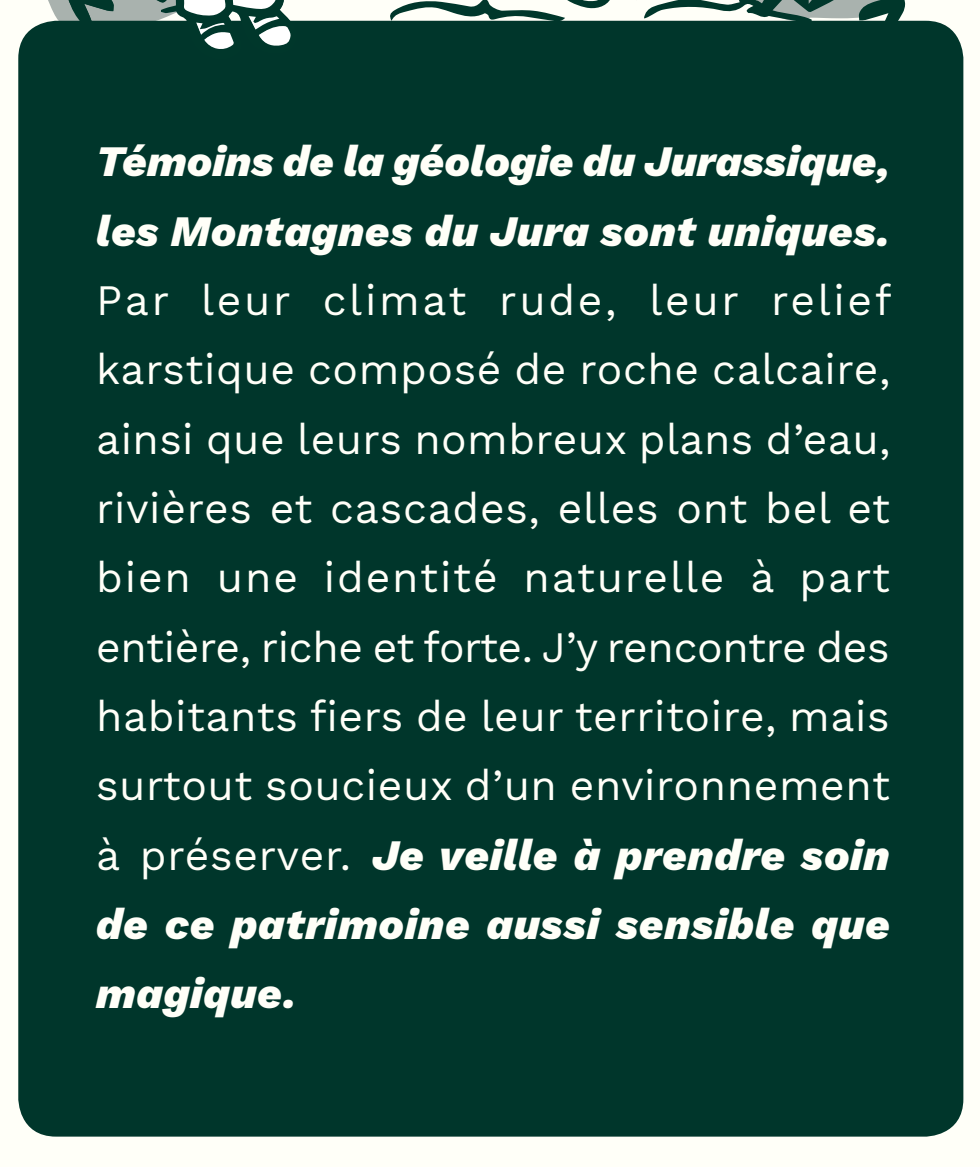 Témoins de la géologie du Jurassique,
les Montagnes du Jura sont uniques.
Par leur climat rude, leur relief
karstique composé de roche calcaire,
ainsi que leurs nombreux plans d’eau,
rivières et cascades, elles ont bel et
bien une identité naturelle à part
entière, riche et forte. J’y rencontre des
habitants fiers de leur territoire, mais
surtout soucieux d’un environnement
à préserver. Je veille à prendre soin
de ce patrimoine aussi sensible que
magique.